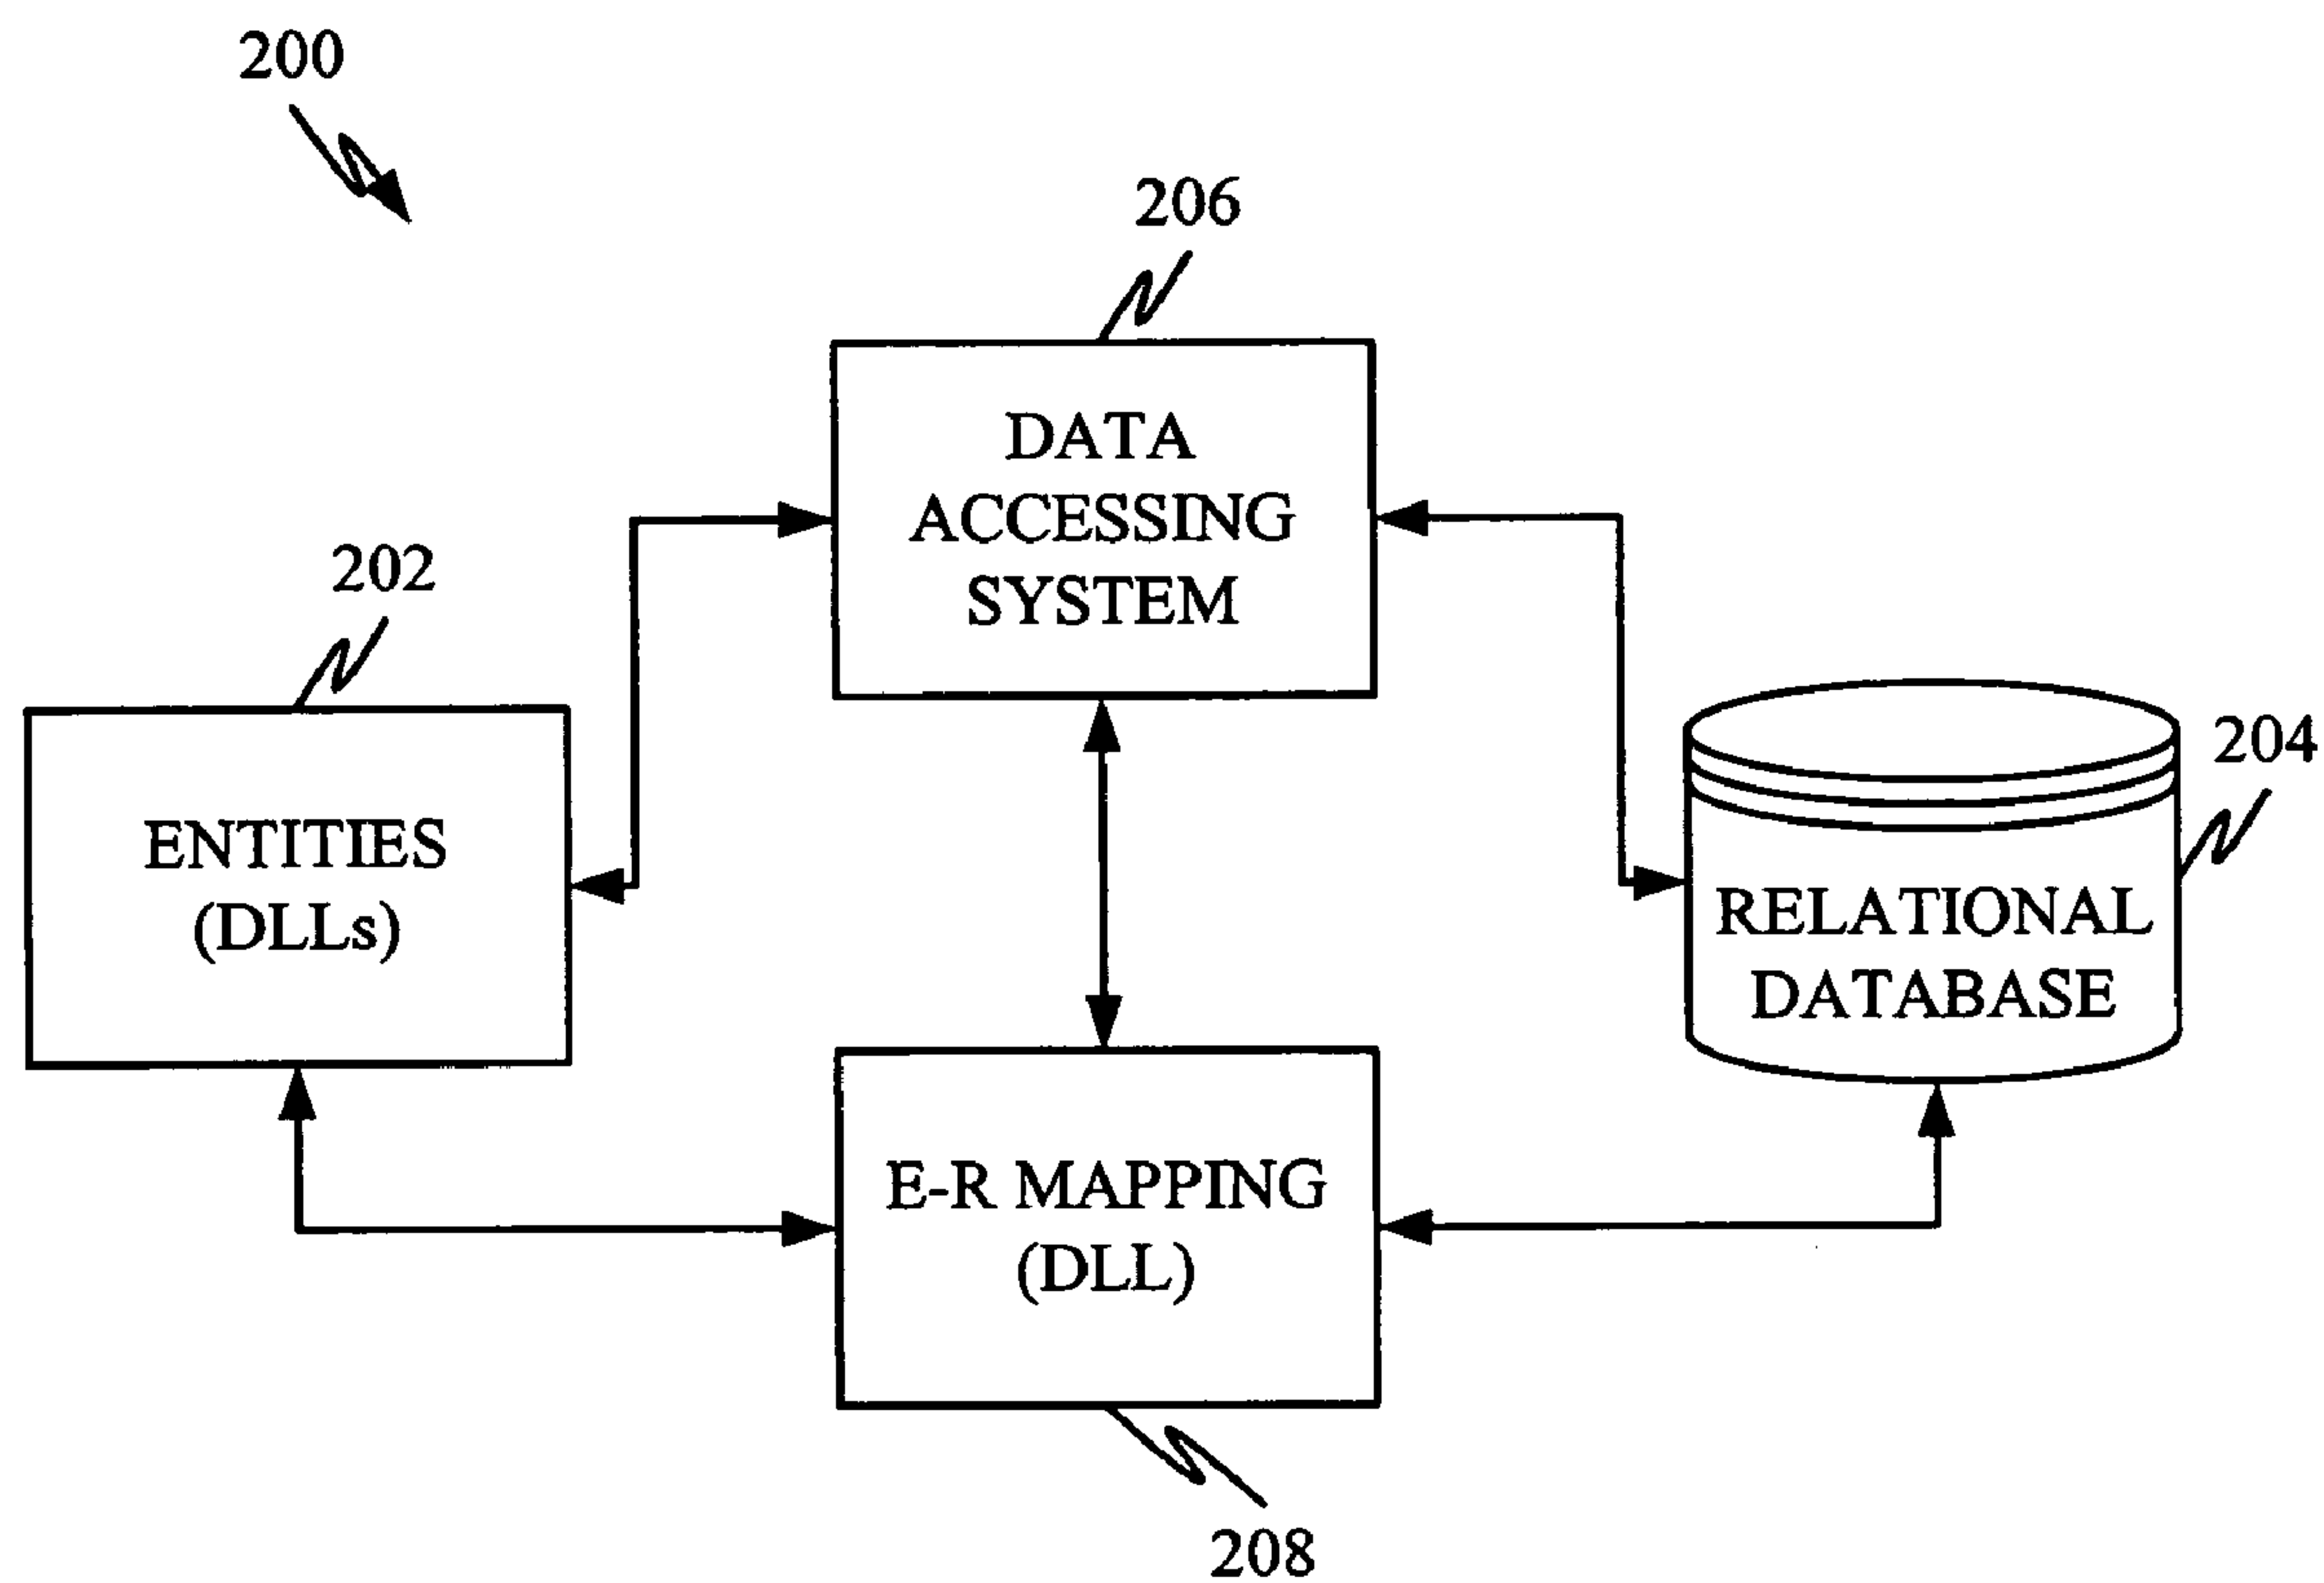 200
206
DATA
ACCESSING
SYSTEM
202
204
ENTITIES
(DLLs)
RELATIONAL
DATABASE
E-R MAPPING
(DLL)
208